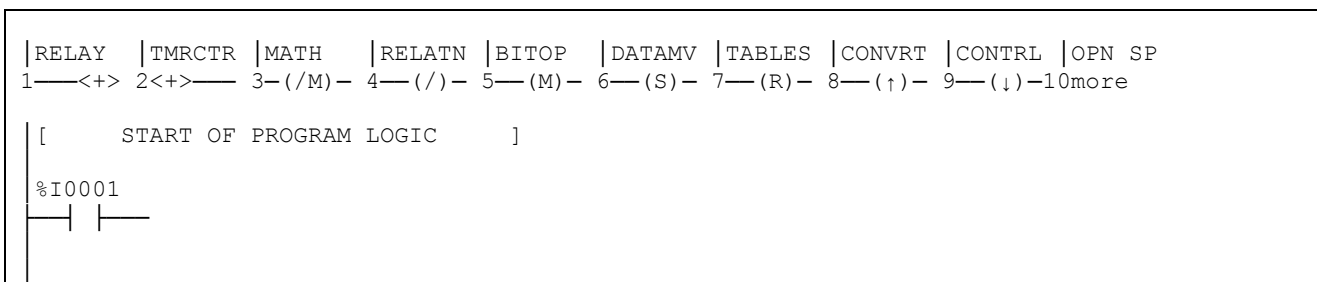 |RELAY |TMRCTR |MATH |RELATN |BITOP |DATAMV |TABLES |CONVRT |CONTRL |OPN SP
1───<+> 2<+>─── 3─(/M)─ 4──(/)─ 5──(M)─ 6──(S)─ 7──(R)─ 8──(↑)─ 9──(↓)─10more
[ START OF PROGRAM LOGIC ]
%I0001